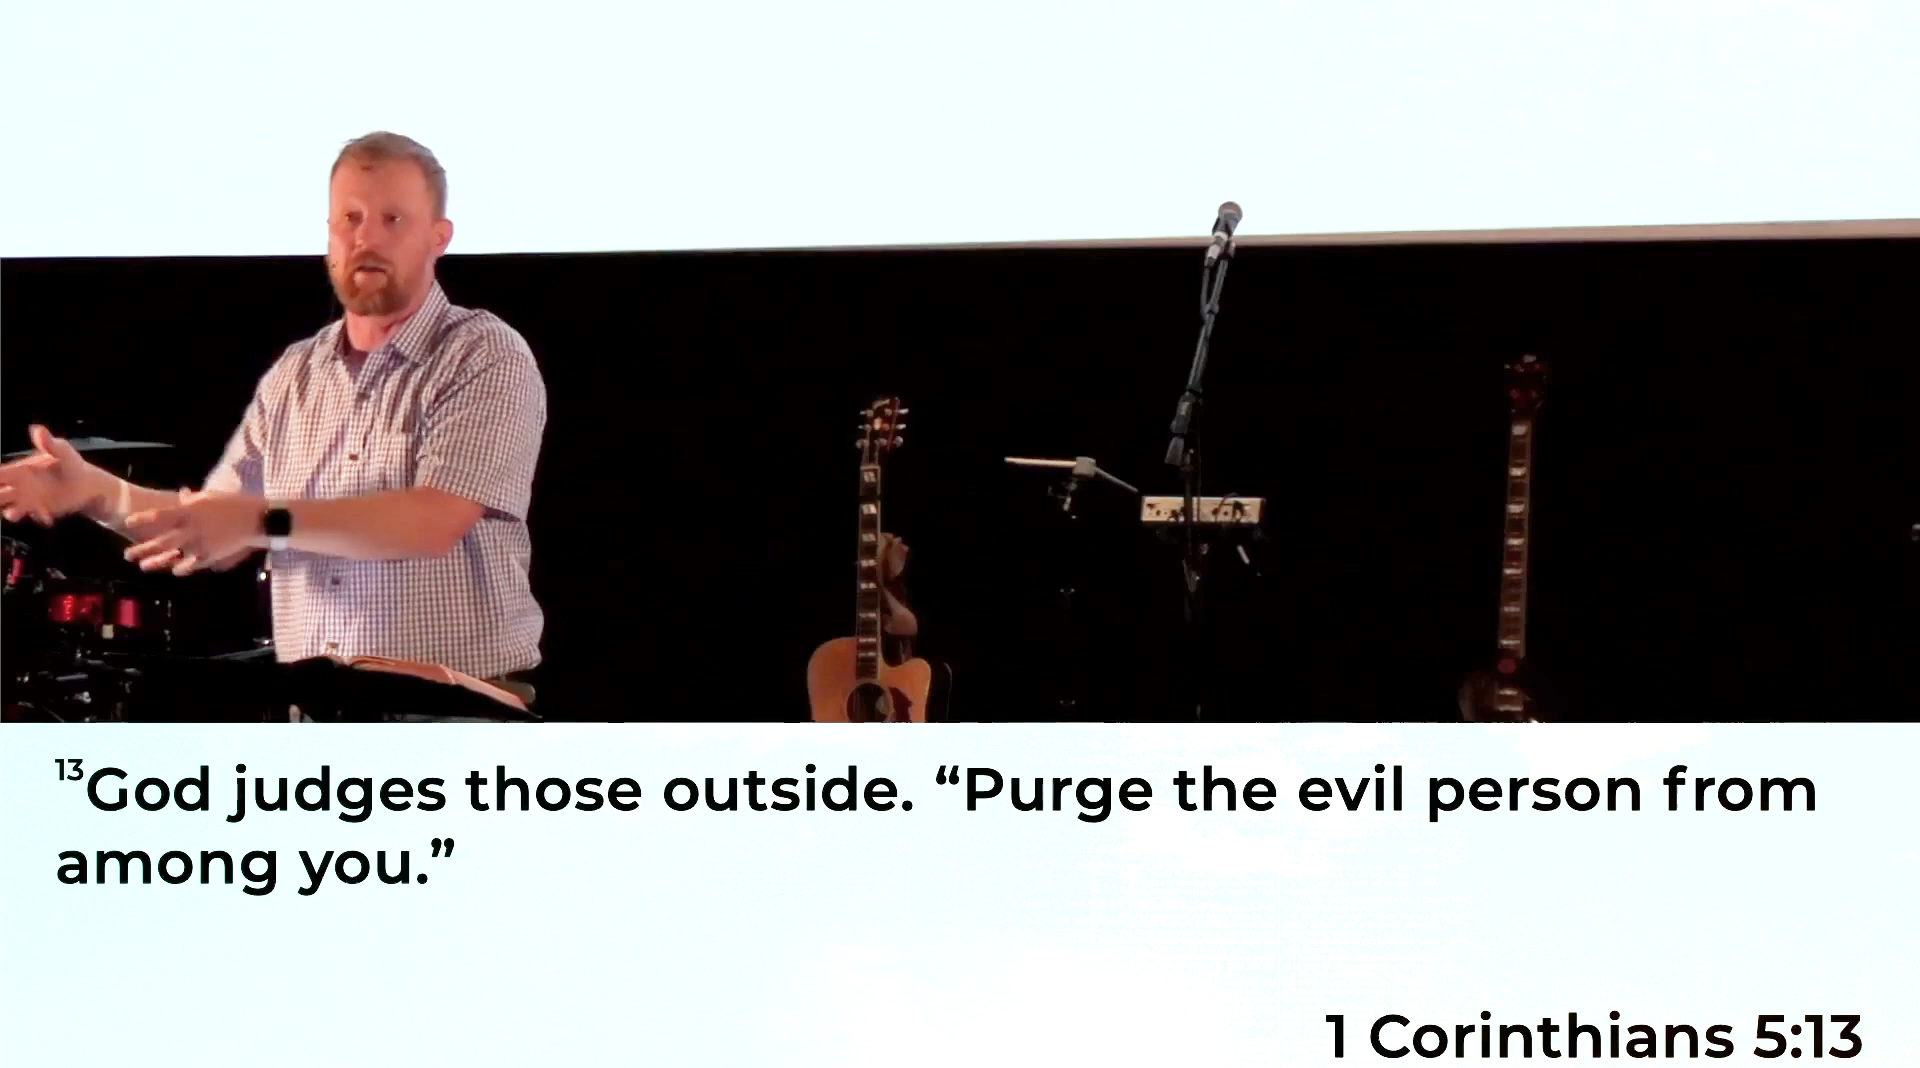 13God judges those outside. “Purge the evil person from
among you.”
1 Corinthians 5:13